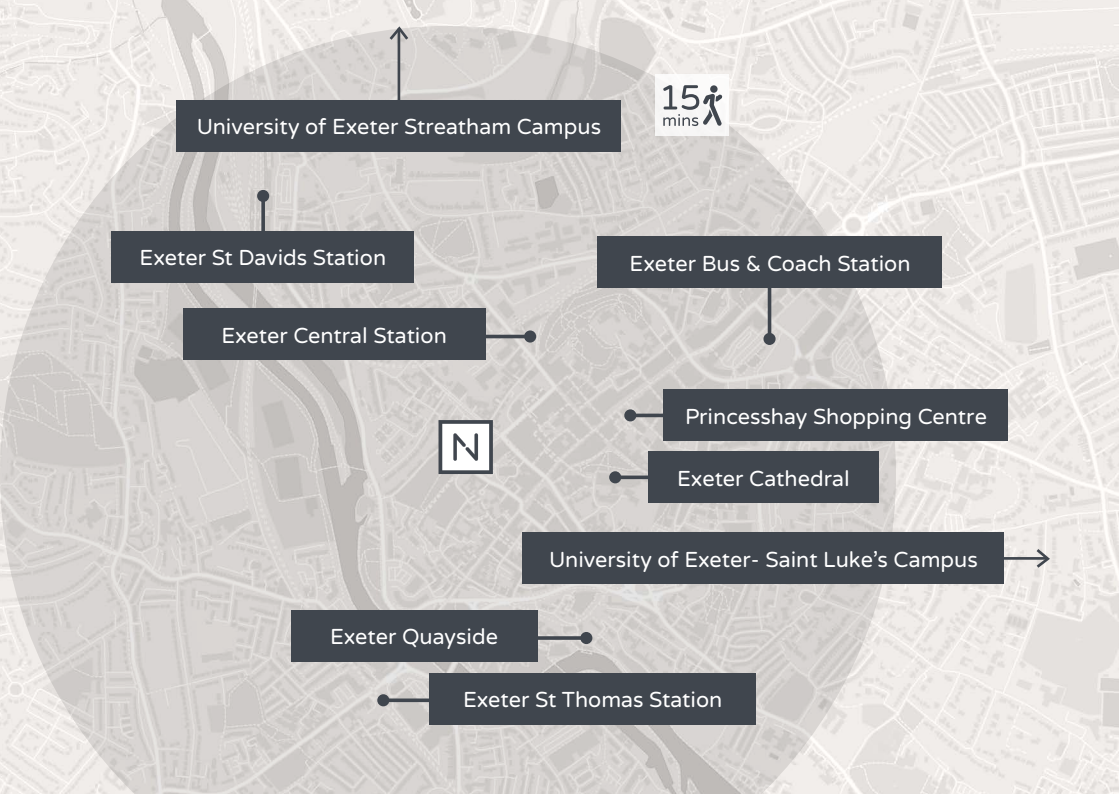 University of Exeter Streatham Campus
15
mins
Exeter St Davids Station
Exeter Bus & Coach Station
Exeter Central Station
Princesshay Shopping Centre
N
Exeter Cathedral
University of Exeter- Saint Luke’s Campus
Exeter Quayside
Exeter St Thomas Station